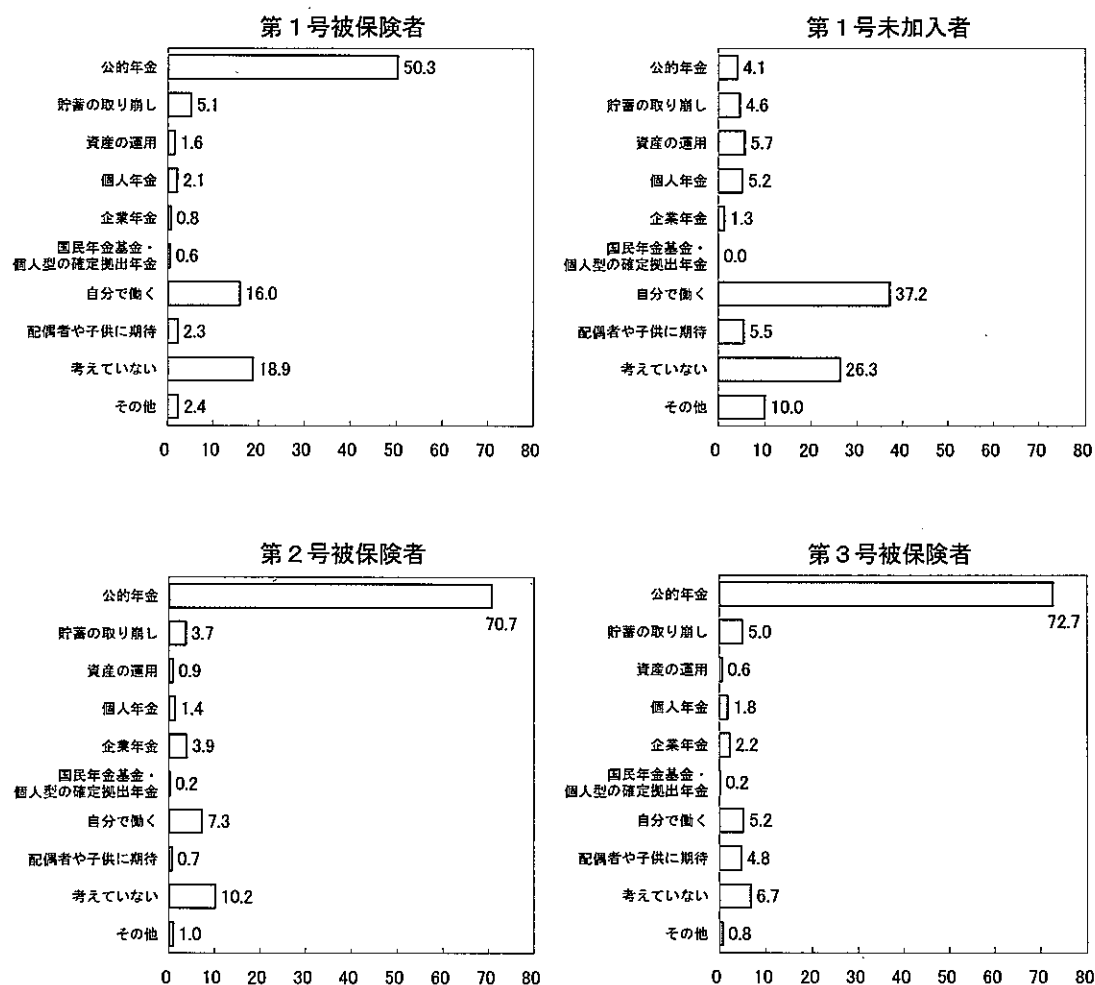 第1号被保険者
公的年金
50.3
貯蓄の取り崩し
5.1
資産の運用
1.6
個人年金
2.1
企業年金
0.8
国民年金基金・
個人型の確定拠出年金
0.6
自分で働く
16.0
配偶者や子供に期待
2.3
考えていない
18.9
その他
2.4
0 10 20 30 40 50 60 70 80
第1号未加入者
公的年金
4.1
貯蓄の取り崩し
4.6
資産の運用
5.7
個人年金
5.2
企業年金
1.3
国民年金基金・
個人型の確定拠出年金
0.0
自分で働く
37.2
配偶者や子供に期待
5.5
考えていない
26.3
その他
10.0
0 10 20 30 40 50 60 70 80
第2号被保険者
公的年金
70.7
貯蓄の取り崩し
3.7
資産の運用
0.9
個人年金
1.4
企業年金
3.9
国民年金基金・
個人型の確定拠出年金
0.2
自分で働く
7.3
配偶者や子供に期待
0.7
考えていない
10.2
その他
1.0
0 10 20 30 40 50 60 70 80
第3号被保険者
公的年金
72.7
貯蓄の取り崩し
5.0
資産の運用
0.6
個人年金
1.8
企業年金
2.2
国民年金基金・
個人型の確定拠出年金
0.2
自分で働く
5.2
配偶者や子供に期待
4.8
考えていない
6.7
その他
0.8
0 10 20 30 40 50 60 70 80